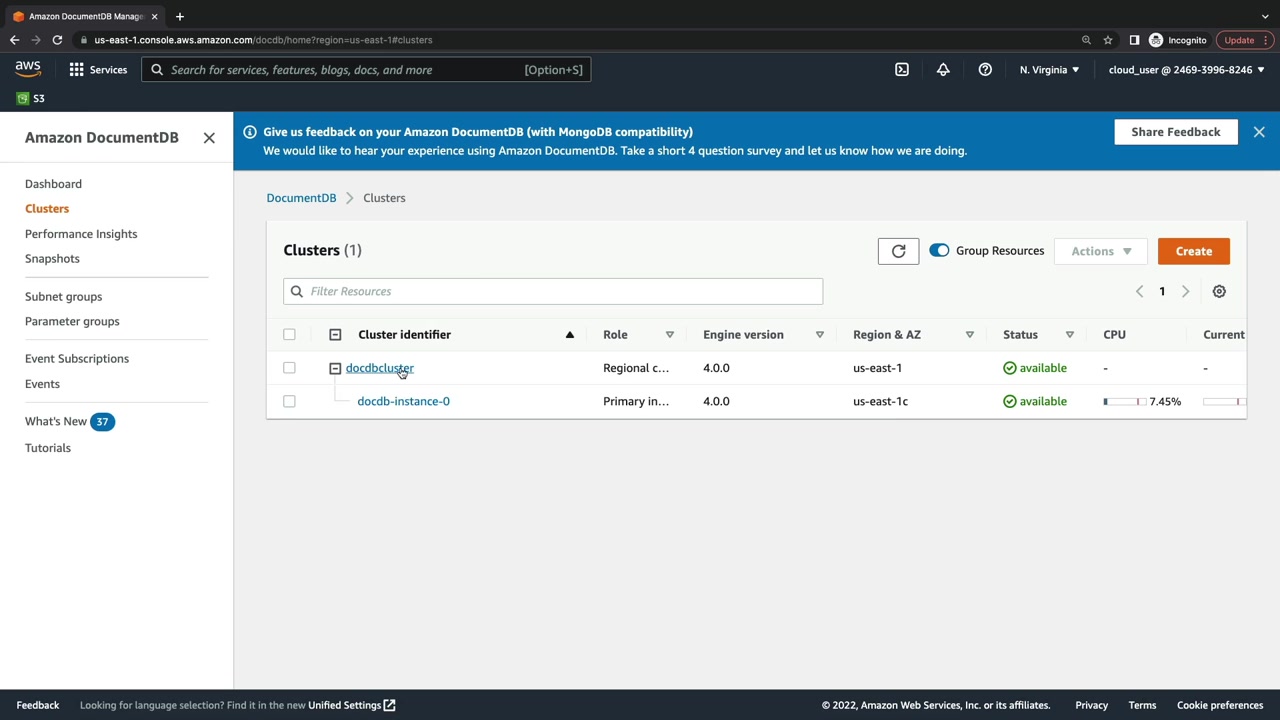 Amazon DocumentDB Manage
us-east-1.console.aws.amazon.com/docdb/home?region=us-east-1#clusters
Incognito
Update
aws
Services
Search for services, features, blogs, docs, and more
[Option+S]
N. Virginia
cloud_user @ 2469-3996-8246
S3
Amazon DocumentDB
Dashboard
Clusters
Performance Insights
Snapshots
Subnet groups
Parameter groups
Event Subscriptions
Events
What's New 37
Tutorials
Give us feedback on your Amazon DocumentDB (with MongoDB compatibility)
We would like to hear your experience using Amazon DocumentDB. Take a short 4 question survey and let us know how we are doing.
Share Feedback
DocumentDB > Clusters
Clusters (1)
Group Resources
Actions
Create
Filter Resources
1
Cluster identifier Role Engine version Region & AZ Status CPU Current
docdbcluster Regional c... 4.0.0 us-east-1 available - -
docdb-instance-0 Primary in... 4.0.0 us-east-1c available 7.45%
Feedback
Looking for language selection? Find it in the new Unified Settings
© 2022, Amazon Web Services, Inc. or its affiliates.
Privacy
Terms
Cookie preferences